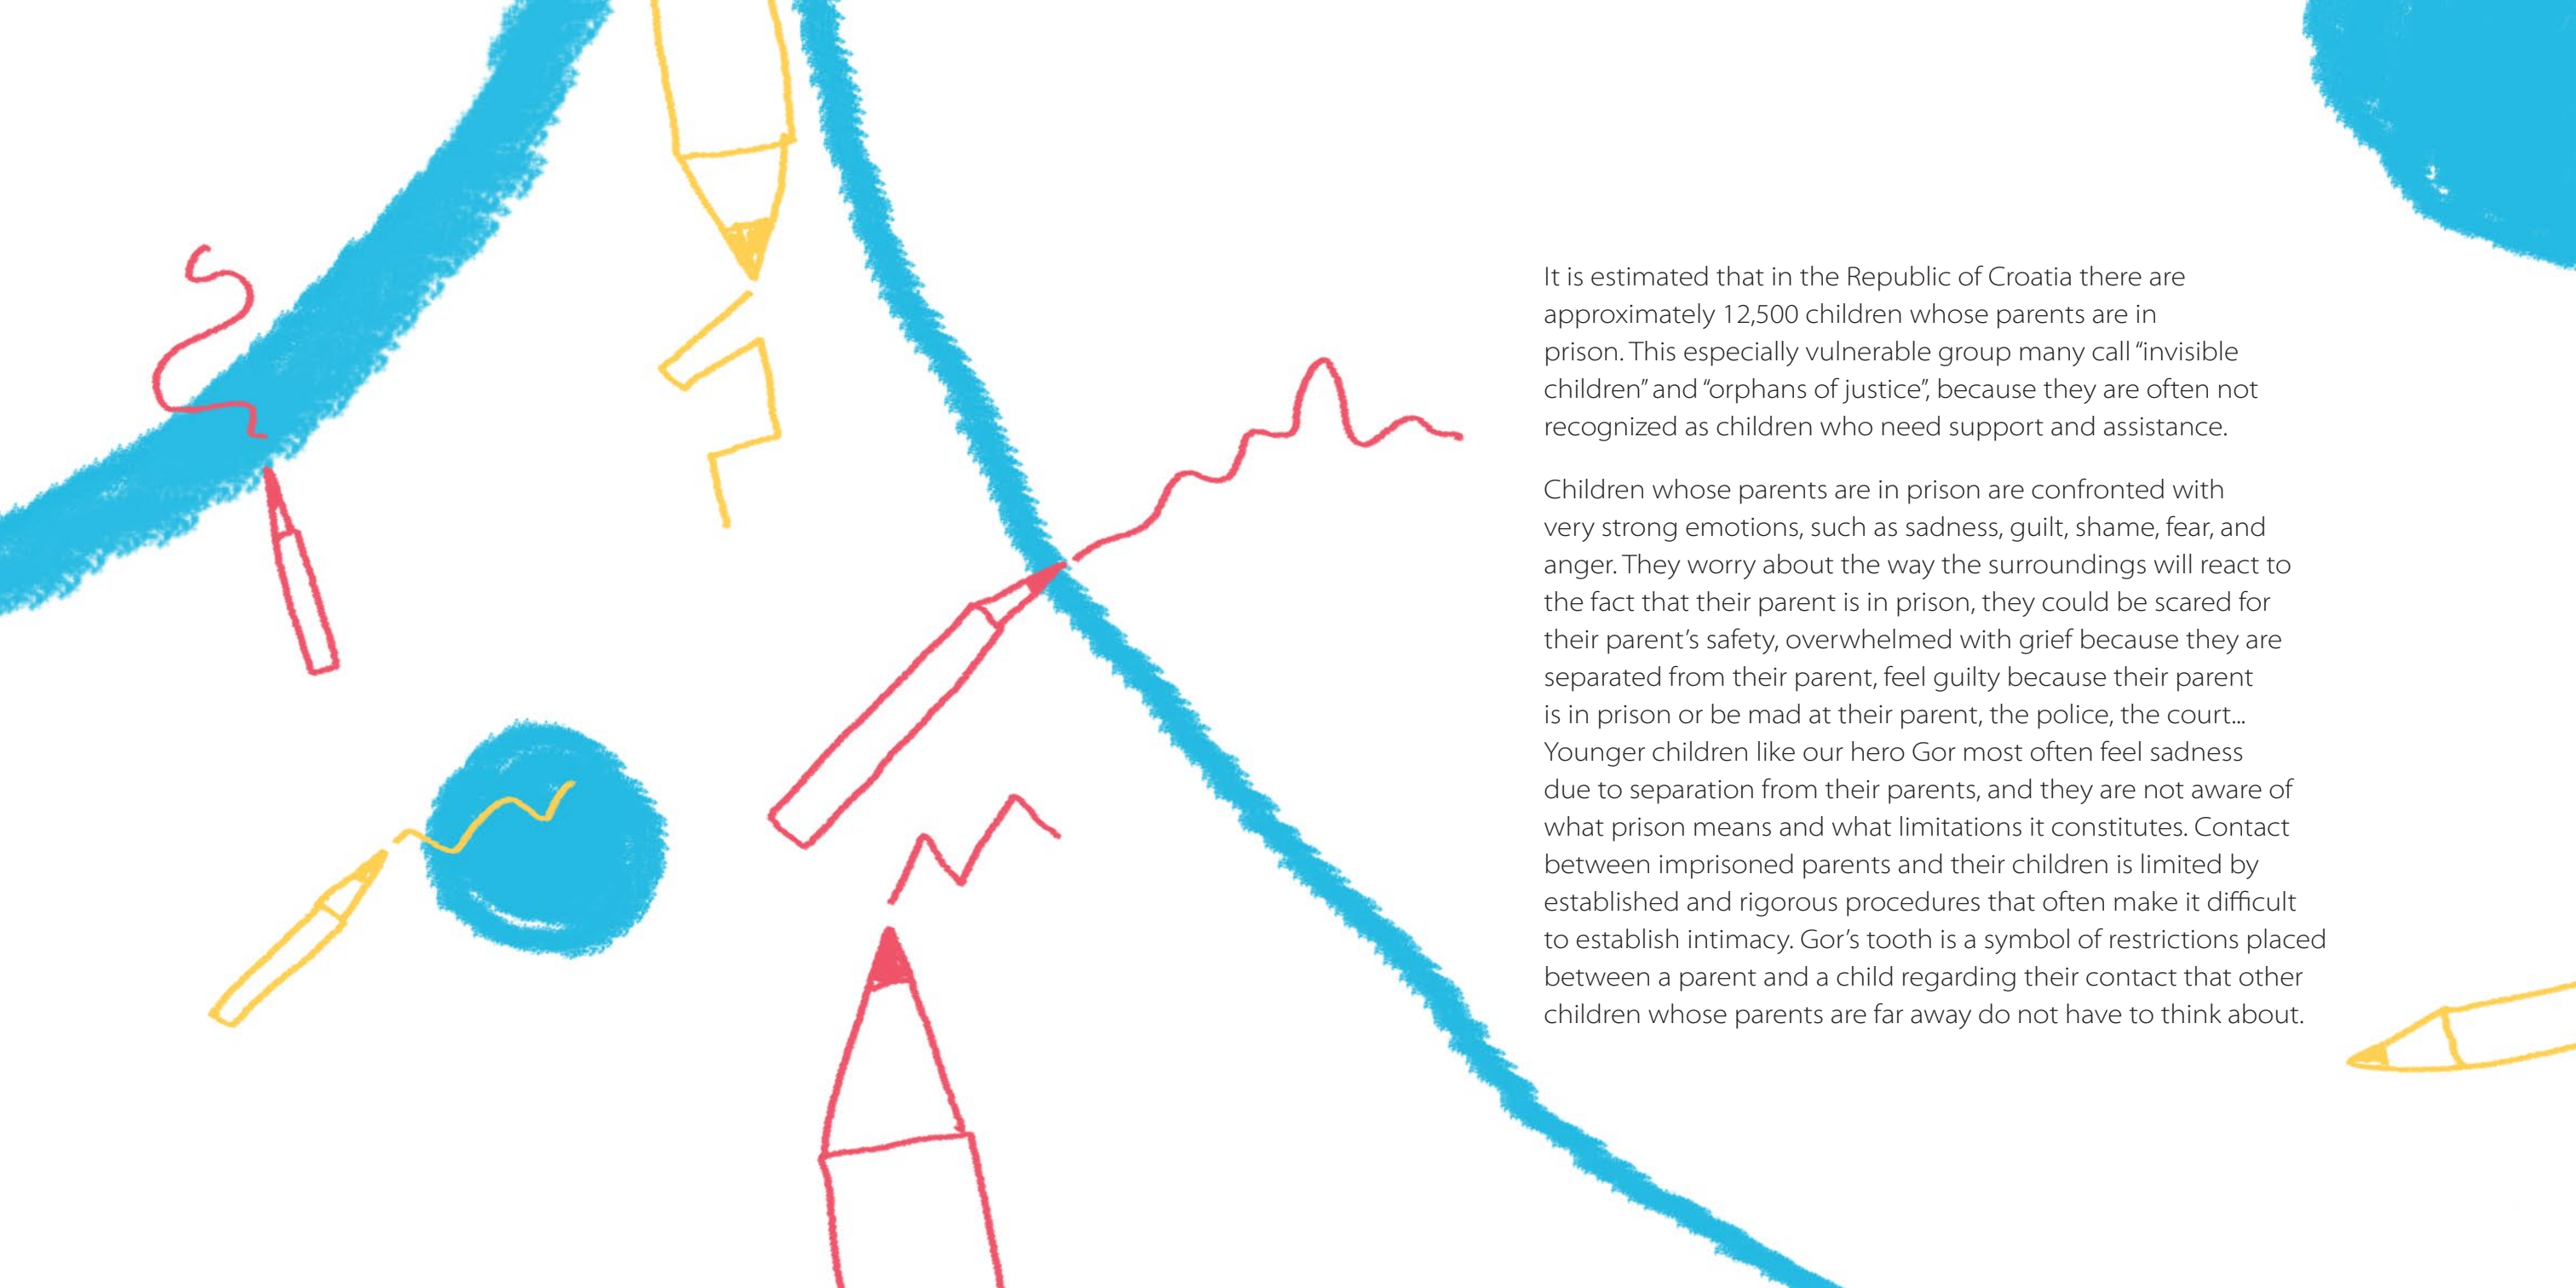 It is estimated that in the Republic of Croatia there are
approximately 12,500 children whose parents are in
prison. This especially vulnerable group many call “invisible
children” and “orphans of justice”, because they are often not
recognized as children who need support and assistance.
Children whose parents are in prison are confronted with
very strong emotions, such as sadness, guilt, shame, fear, and
anger. They worry about the way the surroundings will react to
the fact that their parent is in prison, they could be scared for
their parent’s safety, overwhelmed with grief because they are
separated from their parent, feel guilty because their parent
is in prison or be mad at their parent, the police, the court...
Younger children like our hero Gor most often feel sadness
due to separation from their parents, and they are not aware of
what prison means and what limitations it constitutes. Contact
between imprisoned parents and their children is limited by
established and rigorous procedures that often make it difficult
to establish intimacy. Gor’s tooth is a symbol of restrictions placed
between a parent and a child regarding their contact that other
children whose parents are far away do not have to think about.